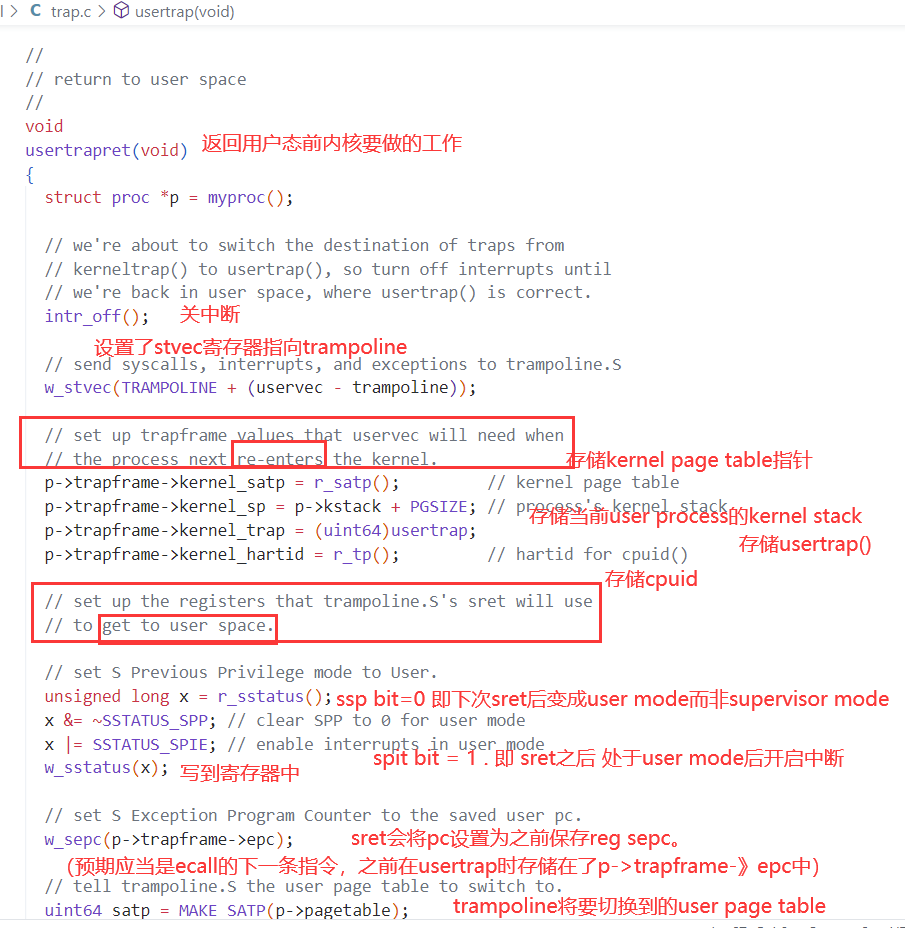 l > C trap.c > usertrap(void)
//
// return to user space
//
void
usertrapret(void) 返回用户态前内核要做的工作
{
struct proc *p = myproc();
// we're about to switch the destination of traps from
// kerneltrap() to usertrap(), so turn off interrupts until
// we're back in user space, where usertrap() is correct.
intr_off(); 关中断
设置了stvec寄存器指向trampoline
// send syscalls, interrupts, and exceptions to trampoline.S
w_stvec(TRAMPOLINE + (uservec - trampoline));
// set up trapframe values that uservec will need when
// the process next re-enters the kernel. 存储kernel page table指针
p->trapframe->kernel_satp = r_satp(); // kernel page table
p->trapframe->kernel_sp = p->kstack + PGSIZE; // process's kernel stack
存储当前user process的kernel stack
p->trapframe->kernel_trap = (uint64)usertrap; 存储usertrap()
p->trapframe->kernel_hartid = r_tp(); // hartid for cpuid()
存储cpuid
// set up the registers that trampoline.S's sret will use
// to get to user space.
// set S Previous Privilege mode to User.
unsigned long x = r_sstatus(); ssp bit=0 即下次sret后变成user mode而非supervisor mode
x &= ~SSTATUS_SPP; // clear SPP to 0 for user mode
x |= SSTATUS_SPIE; // enable interrupts in user mode
spit bit = 1 . 即 sret之后 处于user mode后开启中断
w_sstatus(x); 写到寄存器中
// set S Exception Program Counter to the saved user pc.
w_sepc(p->trapframe->epc); sret会将pc设置为之前保存reg sepc。
(预期应当是ecall的下一条指令，之前在usertrap时存储在了p->trapframe-》epc中)
// tell trampoline.S the user page table to switch to.
uint64 satp = MAKE_SATP(p->pagetable); trampoline将要切换到的user page table